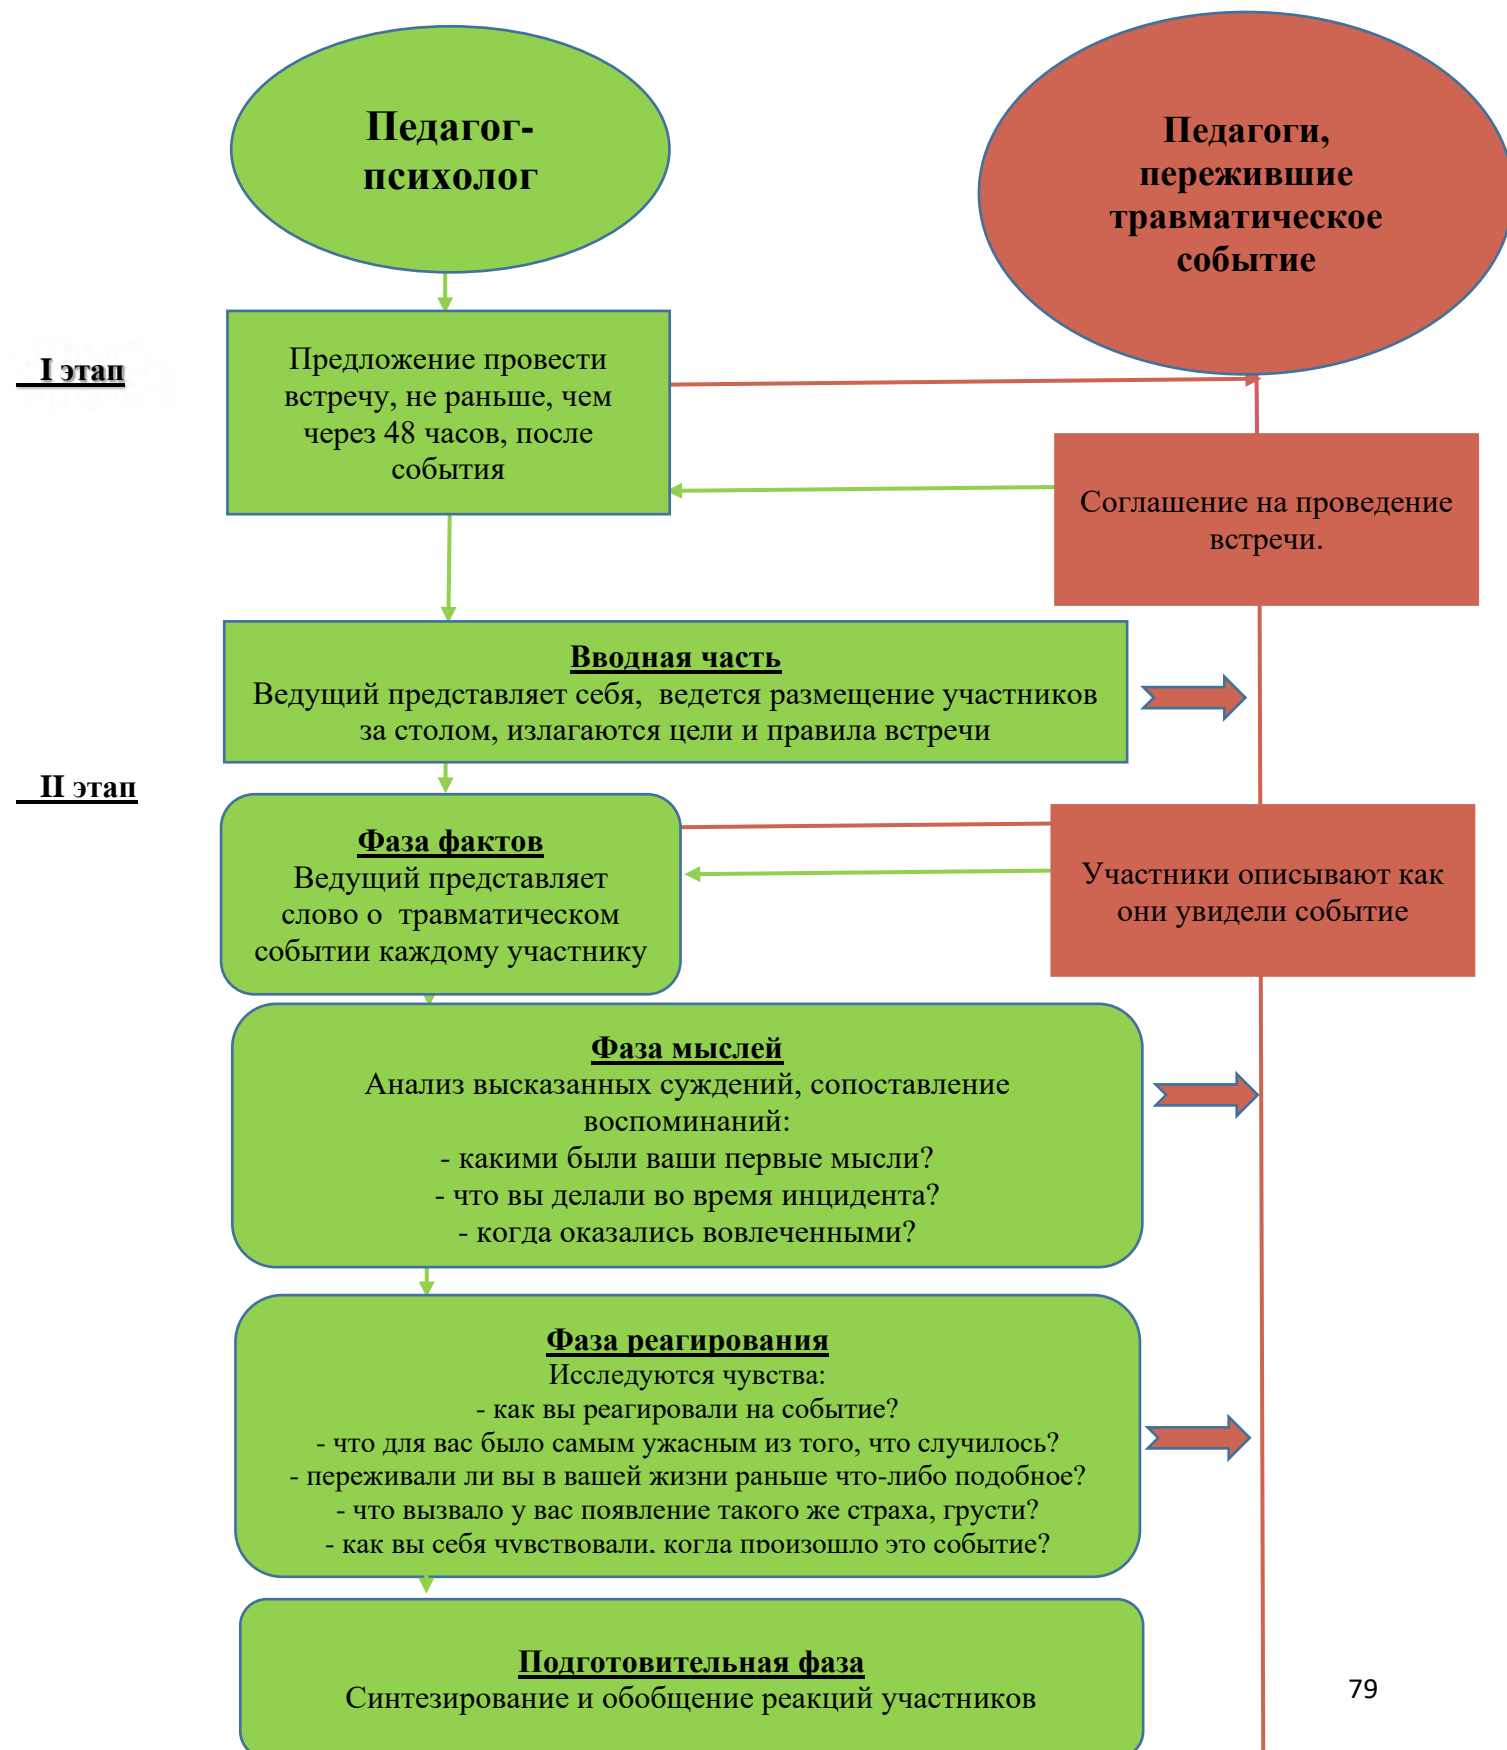 Педагог-
психолог
Педагоги,
пережившие
травматическое
событие
I этап
Предложение провести
встречу, не раньше, чем
через 48 часов, после
события
Соглашение на проведение
встречи.
Вводная часть
Ведущий представляет себя, ведется размещение участников
за столом, излагаются цели и правила встречи
II этап
Фаза фактов
Ведущий представляет
слово о травматическом
событии каждому участнику
Участники описывают как
они увидели событие
Фаза мыслей
Анализ высказанных суждений, сопоставление
воспоминаний:
- какими были ваши первые мысли?
- что вы делали во время инцидента?
- когда оказались вовлеченными?
Фаза реагирования
Исследуются чувства:
- как вы реагировали на событие?
- что для вас было самым ужасным из того, что случилось?
- переживали ли вы в вашей жизни раньше что-либо подобное?
- что вызвало у вас появление такого же страха, грусти?
- как вы себя чувствовали, когда произошло это событие?
Подготовительная фаза
Синтезирование и обобщение реакций участников
79